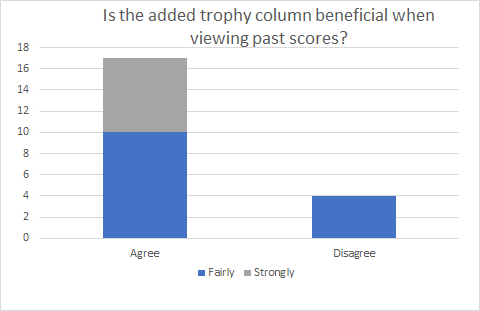 Is the added trophy column beneficial when
viewing past scores?
18
16
14
12
10
8
6
4
2
0
Agree Disagree
Fairly Strongly